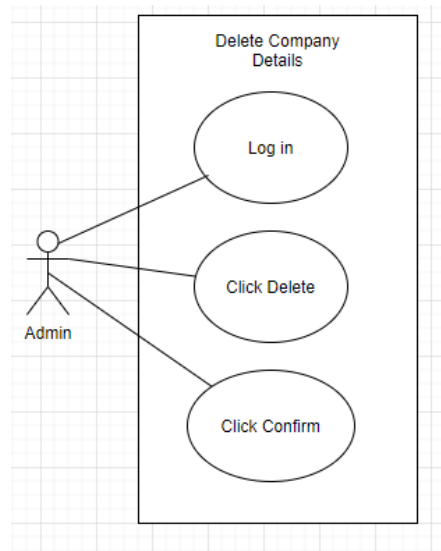 Delete Company
Details
Log in
Click Delete
Admin
Click Confirm